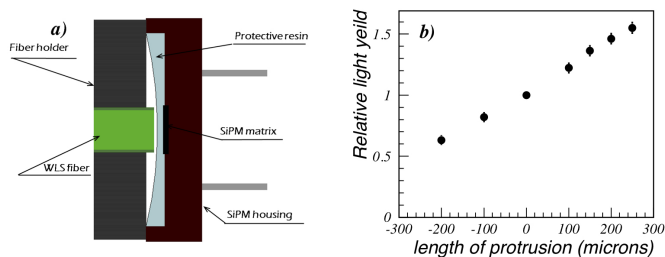 a)
Protective resin
Fiber holder
SiPM matrix
WLS fiber
SiPM housing
b)
Relative light yeild
1.5
1
0.5
0
-300 -200 -100 0 100 200 300
length of protrusion (microns)